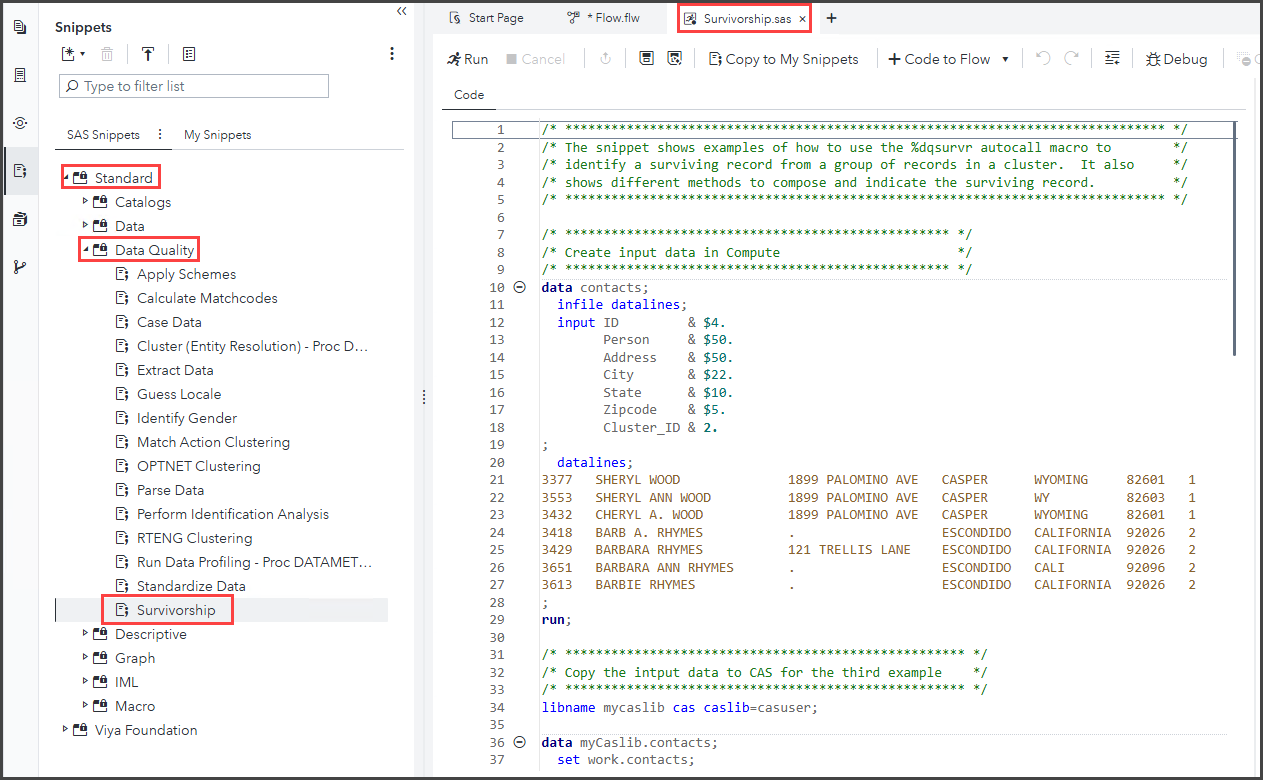 Snippets
Type to filter list
SAS Snippets
My Snippets
Standard
Catalogs
Data
Data Quality
Apply Schemes
Calculate Matchcodes
Case Data
Cluster (Entity Resolution) - Proc D...
Extract Data
Guess Locale
Identify Gender
Match Action Clustering
OPTNET Clustering
Parse Data
Perform Identification Analysis
RTENG Clustering
Run Data Profiling - Proc DATAMET...
Standardize Data
Survivorship
Descriptive
Graph
IML
Macro
Viya Foundation
Start Page
* Flow.flw
Survivorship.sas ×
Run Cancel Copy to My Snippets Code to Flow Debug
Code
1 /* ****************************************************************************** */
2 /* The snippet shows examples of how to use the %dqsurvr autocall macro to */
3 /* identify a surviving record from a group of records in a cluster. It also */
4 /* shows different methods to compose and indicate the surviving record. */
5 /* ****************************************************************************** */
6
7 /* ************************************************** */
8 /* Create input data in Compute */
9 /* ************************************************** */
10 data contacts;
11 infile datalines;
12 input ID & $4.
13 Person & $50.
14 Address & $50.
15 City & $22.
16 State & $10.
17 Zipcode & $5.
18 Cluster_ID & 2.
19 ;
20 datalines;
21 3377 SHERYL WOOD 1899 PALOMINO AVE CASPER WYOMING 82601 1
22 3553 SHERYL ANN WOOD 1899 PALOMINO AVE CASPER WY 82603 1
23 3432 CHERYL A. WOOD 1899 PALOMINO AVE CASPER WYOMING 82601 1
24 3418 BARB A. RHYMES . ESCONDIDO CALIFORNIA 92026 2
25 3429 BARBARA RHYMES 121 TRELLIS LANE ESCONDIDO CALIFORNIA 92026 2
26 3651 BARBARA ANN RHYMES . ESCONDIDO CALI 92096 2
27 3613 BARBIE RHYMES . ESCONDIDO CALIFORNIA 92026 2
28 ;
29 run;
30
31 /* **************************************************** */
32 /* Copy the intput data to CAS for the third example */
33 /* **************************************************** */
34 libname mycaslib cas caslib=casuser;
35
36 data myCaslib.contacts;
37 set work.contacts;